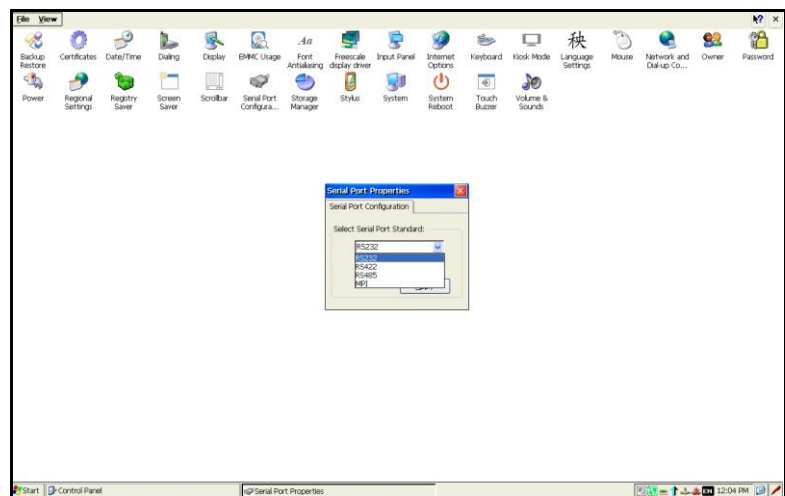 File View
Backup Restore
Certificates
Date/Time
Dialing
Display
EMMC Usage
Font Antialiasing
Freescale display driver
Input Panel
Internet Options
Keyboard
Kiosk Mode
Language Settings
Mouse
Network and Dial-up Co...
Owner
Password
Power
Regional Settings
Registry Saver
Screen Saver
Scrollbar
Serial Port Configura...
Storage Manager
Stylus
System
System Reboot
Touch Buzzer
Volume & Sounds
Serial Port Properties
Serial Port Configuration
Select Serial Port Standard:
RS232
RS232
RS422
RS485
MPI
Start Control Panel Serial Port Properties EN 12:04 PM